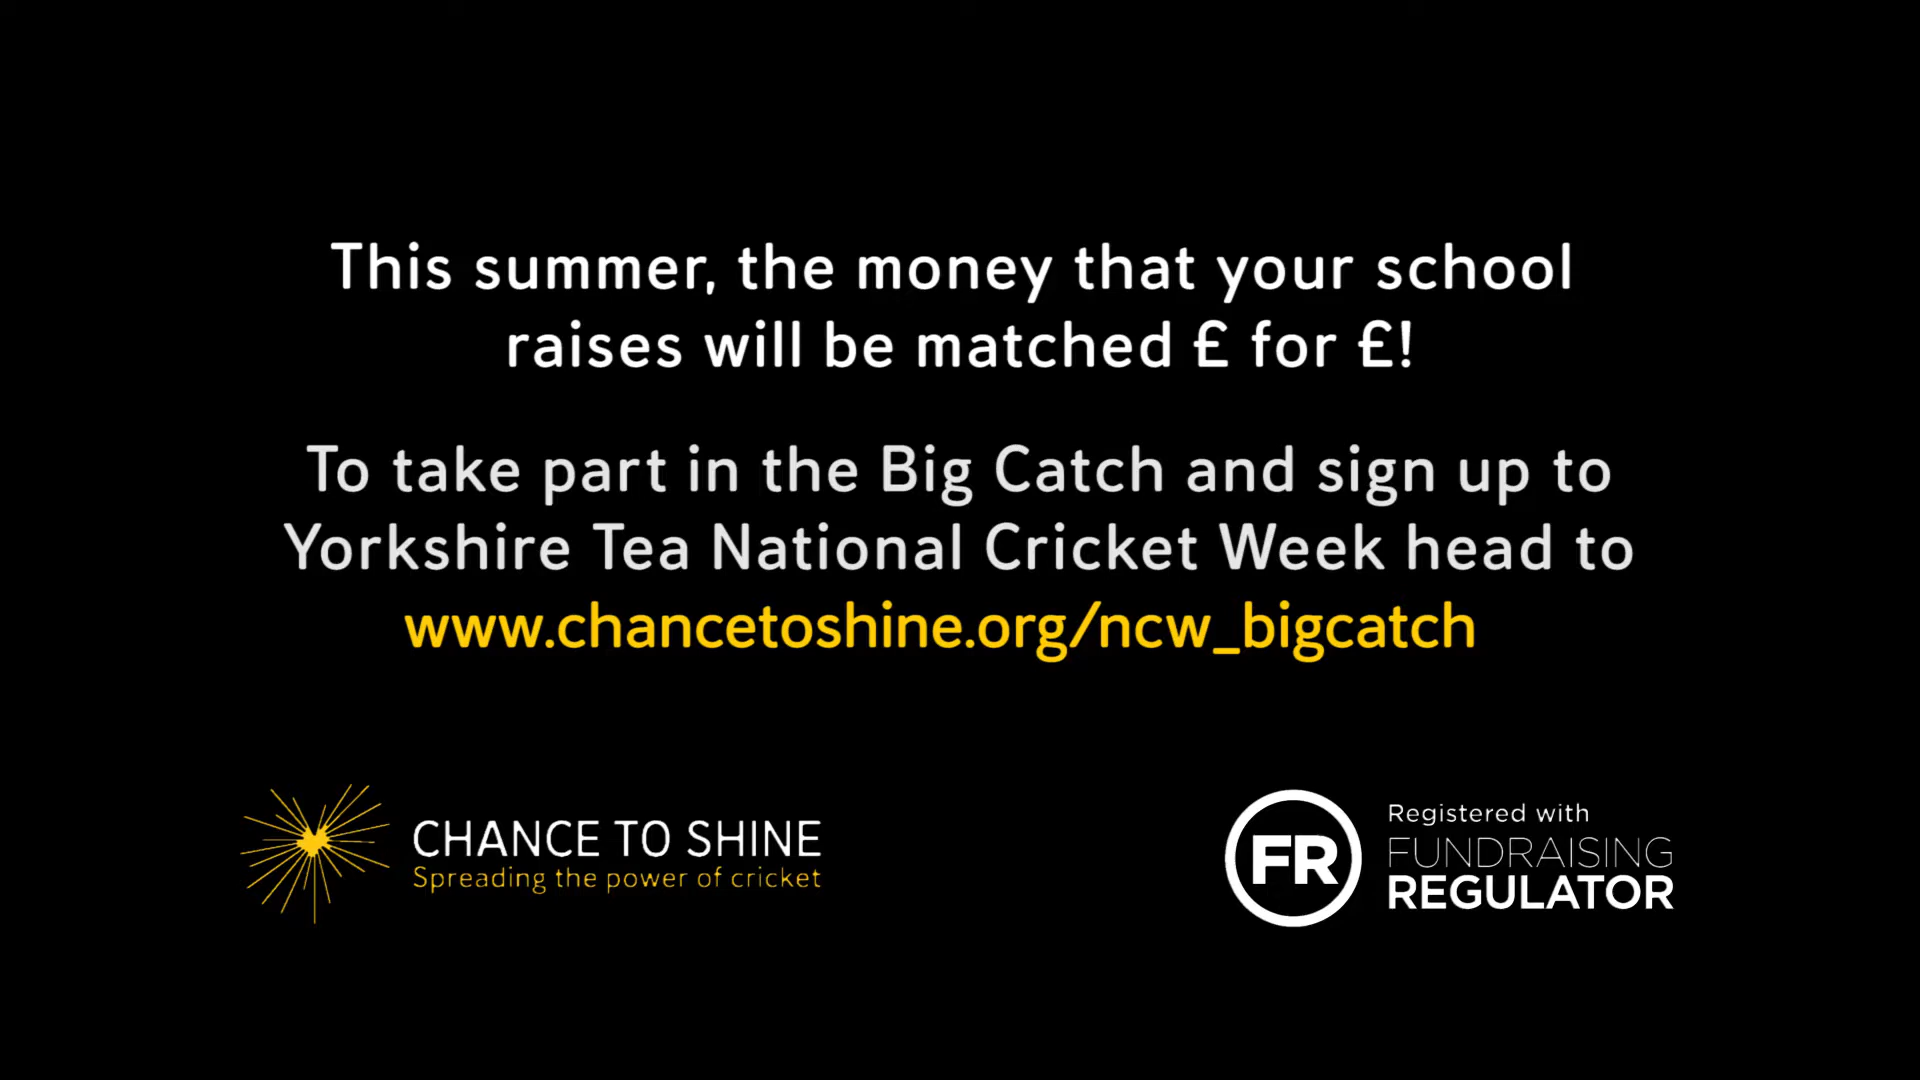 This summer, the money that your school
raises will be matched £ for £!
To take part in the Big Catch and sign up to
Yorkshire Tea National Cricket Week head to
www.chancetoshine.org/ncw_bigcatch
CHANCE TO SHINE
Spreading the power of cricket
FR
Registered with
FUNDRAISING
REGULATOR